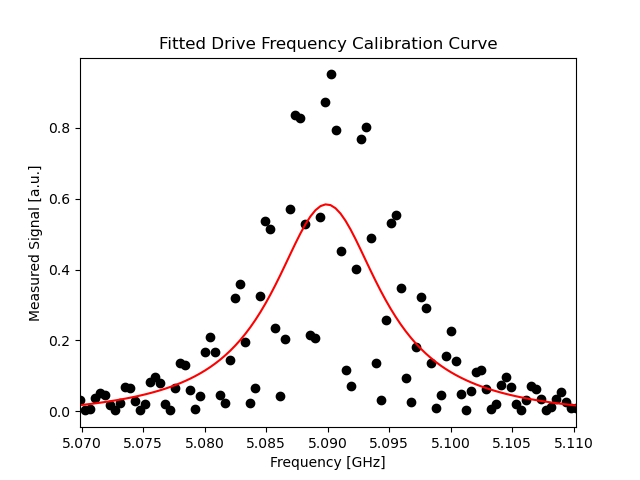 Fitted Drive Frequency Calibration Curve
Measured Signal [a.u.]
0.8
0.6
0.4
0.2
0.0
5.070 5.075 5.080 5.085 5.090 5.095 5.100 5.105 5.110
Frequency [GHz]